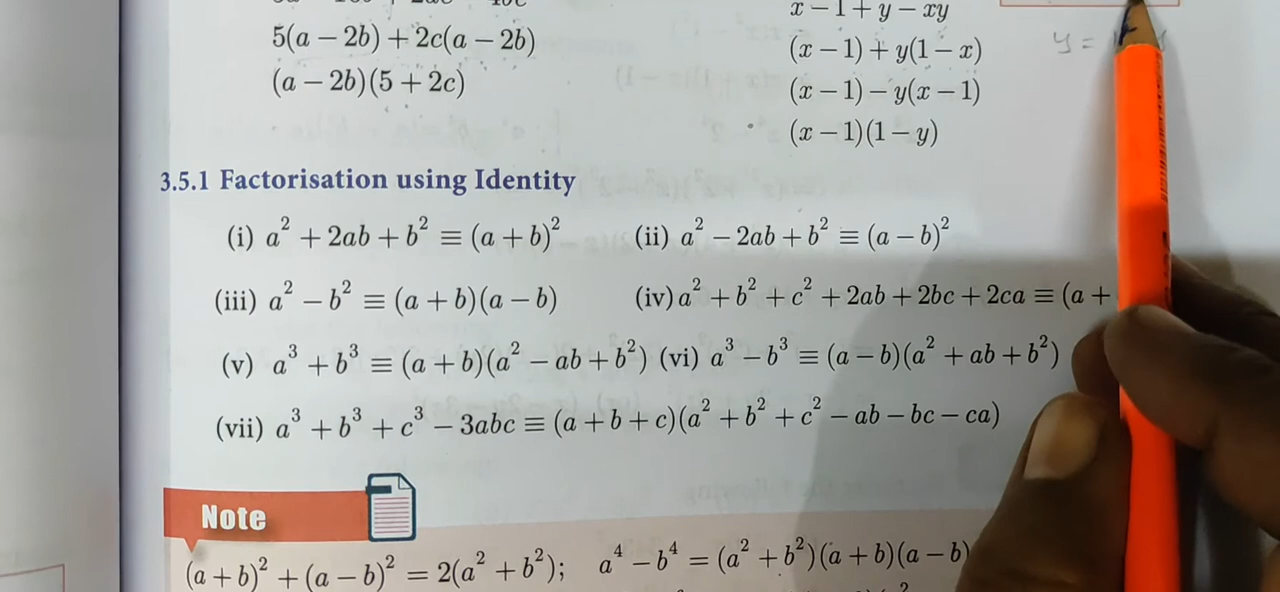 x − 1 + y − xy
5(a − 2b) + 2c(a − 2b)
(x − 1) + y(1 − x)
y =
(a − 2b)(5 + 2c)
(x − 1) − y(x − 1)
(x − 1)(1 − y)
3.5.1 Factorisation using Identity
(i) a² + 2ab + b² ≡ (a + b)² (ii) a² − 2ab + b² ≡ (a − b)²
(iii) a² − b² ≡ (a + b)(a − b) (iv) a² + b² + c² + 2ab + 2bc + 2ca ≡ (a +
(v) a³ + b³ ≡ (a + b)(a² − ab + b²) (vi) a³ − b³ ≡ (a − b)(a² + ab + b²)
(vii) a³ + b³ + c³ − 3abc ≡ (a + b + c)(a² + b² + c² − ab − bc − ca)
Note
(a + b)² + (a − b)² = 2(a² + b²); a⁴ − b⁴ = (a² + b²)(a + b)(a − b)